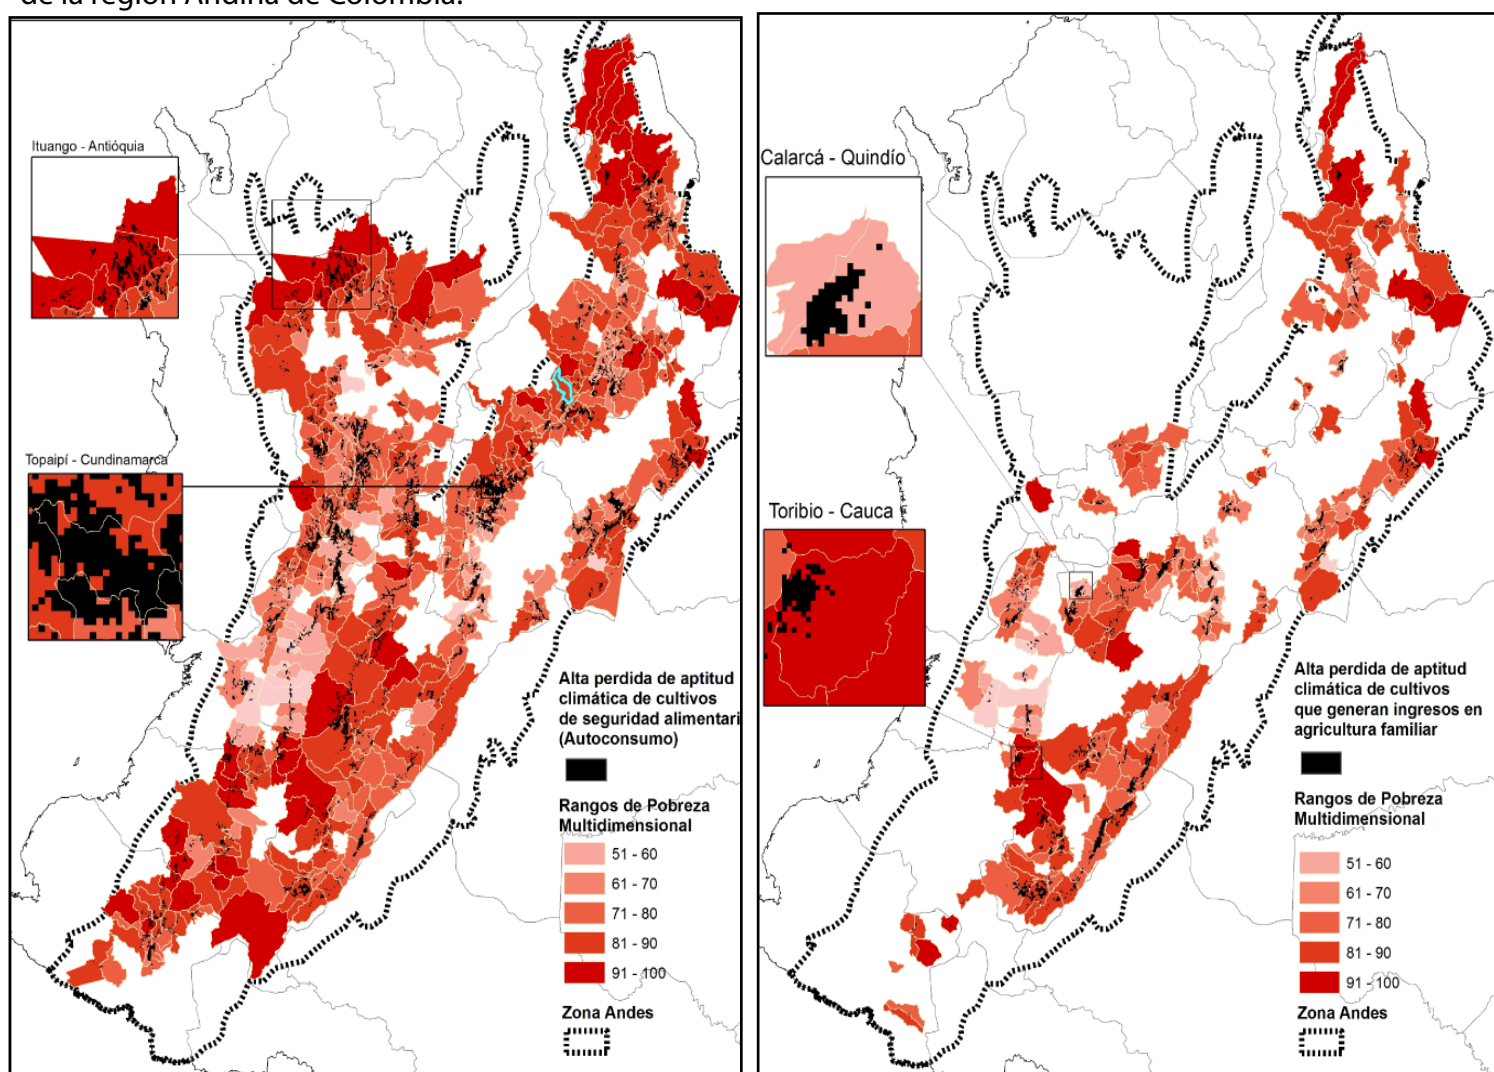 de la región Andina de Colombia.
Ituango - Antióquia
Topaipí - Cundinamarca
Alta perdida de aptitud
climática de cultivos
de seguridad alimentari
(Autoconsumo)
Rangos de Pobreza
Multidimensional
51 - 60
61 - 70
71 - 80
81 - 90
91 - 100
Zona Andes
Calarcá - Quindío
Toribio - Cauca
Alta perdida de aptitud
climática de cultivos
que generan ingresos en
agricultura familiar
Rangos de Pobreza
Multidimensional
51 - 60
61 - 70
71 - 80
81 - 90
91 - 100
Zona Andes